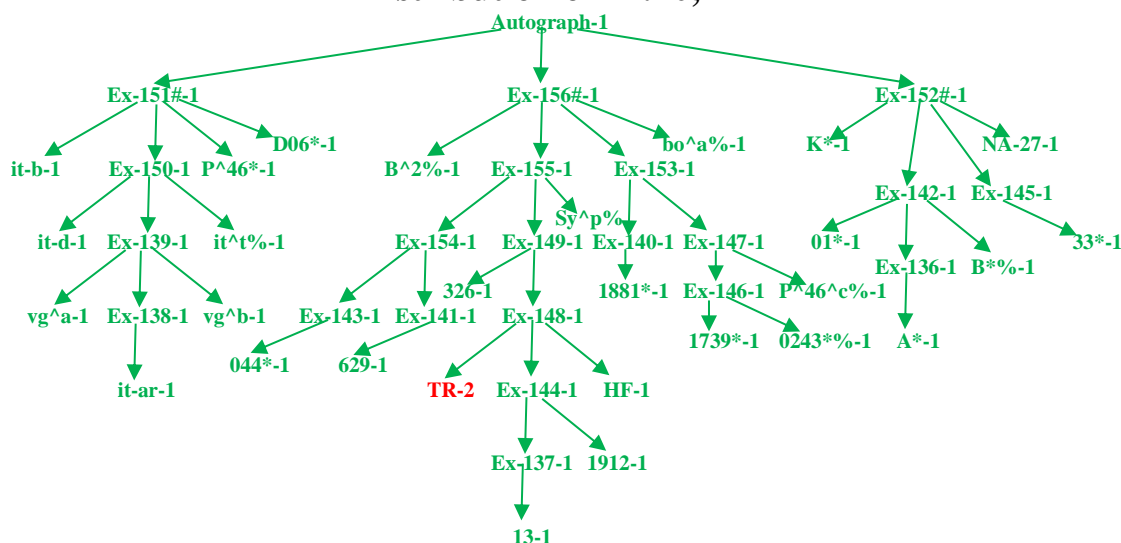 Autograph-1
Ex-151#-1 Ex-156#-1 Ex-152#-1
D06*-1 bo^a%-1 K*-1 NA-27-1
it-b-1 Ex-150-1 P^46*-1 B^2%-1 Ex-155-1 Ex-153-1
Ex-142-1 Ex-145-1
Sy^p%
it-d-1 Ex-139-1 it^t%-1 Ex-154-1 Ex-149-1 Ex-140-1 Ex-147-1 01*-1 33*-1
Ex-136-1 B*%-1
326-1 1881*-1 Ex-146-1 P^46^c%-1
vg^a-1 Ex-138-1 vg^b-1 Ex-143-1 Ex-141-1 Ex-148-1
1739*-1 0243*%-1 A*-1
044*-1 629-1
it-ar-1 TR-2 Ex-144-1 HF-1
Ex-137-1 1912-1
13-1